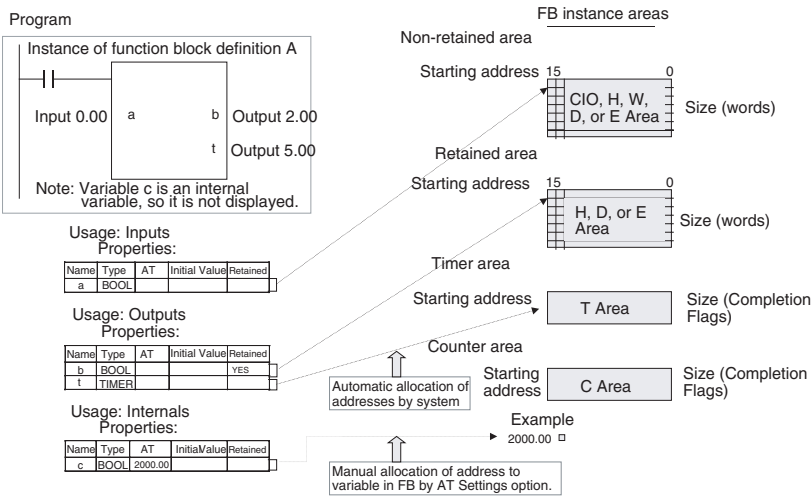 Program
Instance of function block definition A
Input 0.00
a
b
Output 2.00
t
Output 5.00
Note: Variable c is an internal
variable, so it is not displayed.
Usage: Inputs
Properties:
Name Type AT Initial Value Retained
a BOOL
Usage: Outputs
Properties:
Name Type AT Initial Value Retained
b BOOL YES
t TIMER
Usage: Internals
Properties:
Name Type AT Initial Value Retained
c BOOL 2000.00
FB instance areas
Non-retained area
Starting address
15 0
CIO, H, W,
D, or E Area
Size (words)
Retained area
Starting address
15 0
H, D, or E
Area
Size (words)
Timer area
Starting address
T Area
Size (Completion
Flags)
Counter area
Starting
address
C Area
Size (Completion
Flags)
Automatic allocation of
addresses by system
Example
2000.00
Manual allocation of address to
variable in FB by AT Settings option.